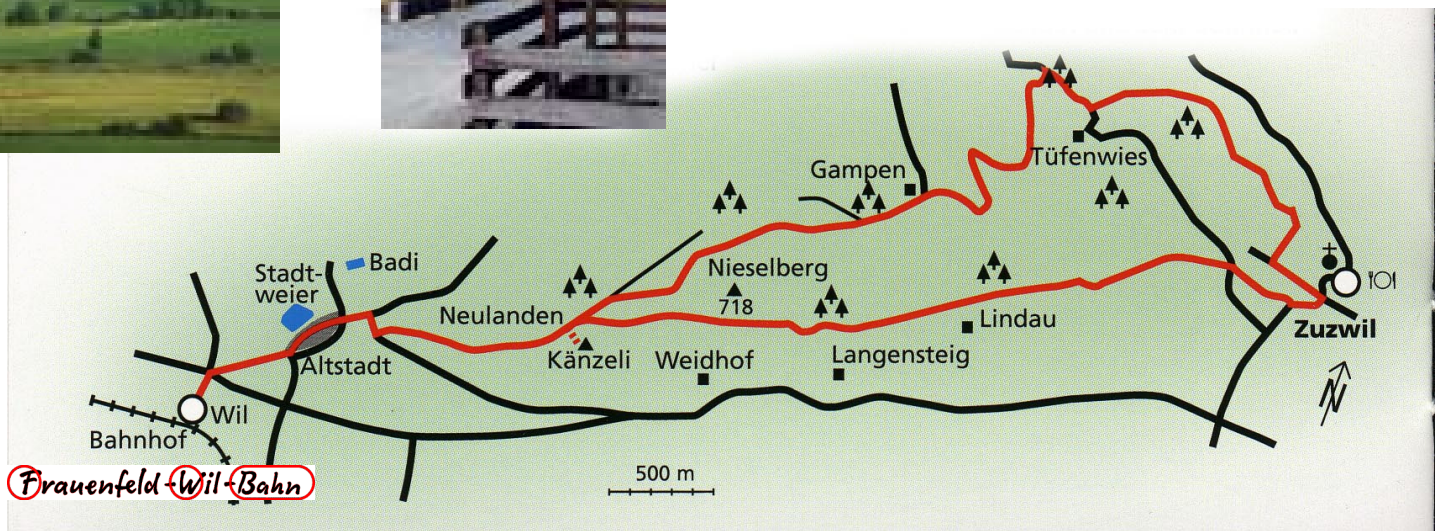 Gampen
Tüfenwies
Badi
Stadt-
weier
Nieselberg
718
Neulanden
Lindau
Zuzwil
Känzeli
Weidhof
Langensteig
Altstadt
Wil
Bahnhof
N
500 m
Frauenfeld-Wil-Bahn